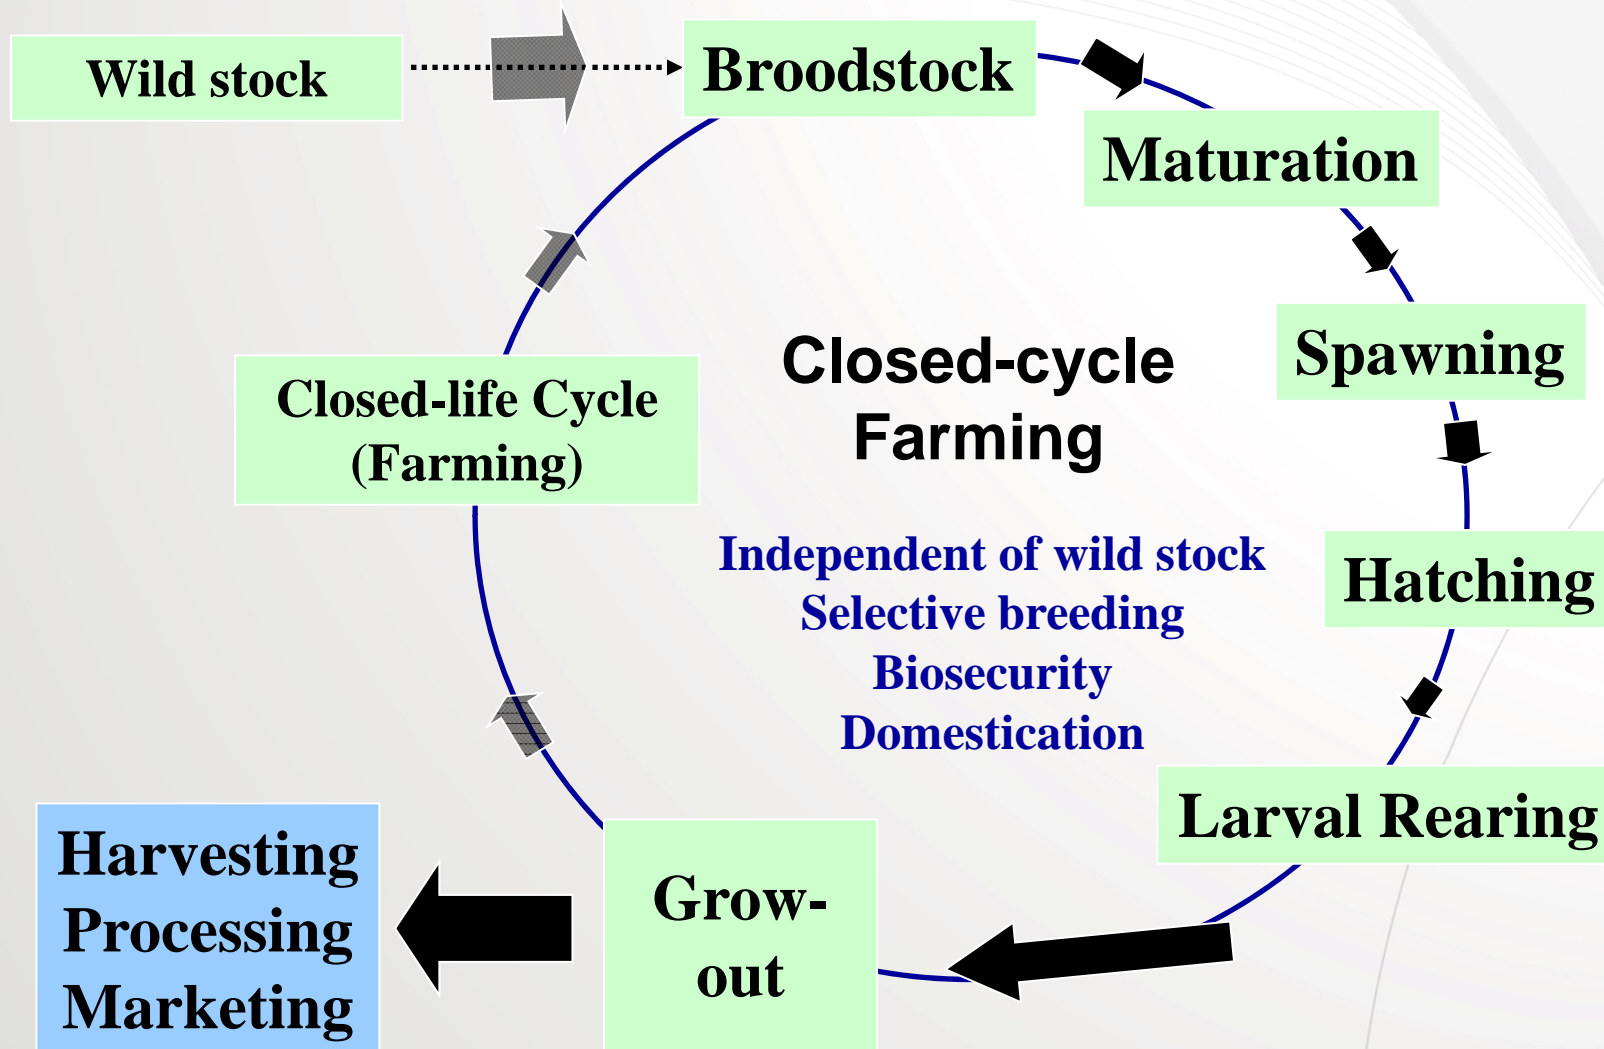 Wild stock
Broodstock
Maturation
Spawning
Hatching
Larval Rearing
Grow-
out
Harvesting
Processing
Marketing
Closed-life Cycle
(Farming)
Closed-cycle
Farming
Independent of wild stock
Selective breeding
Biosecurity
Domestication